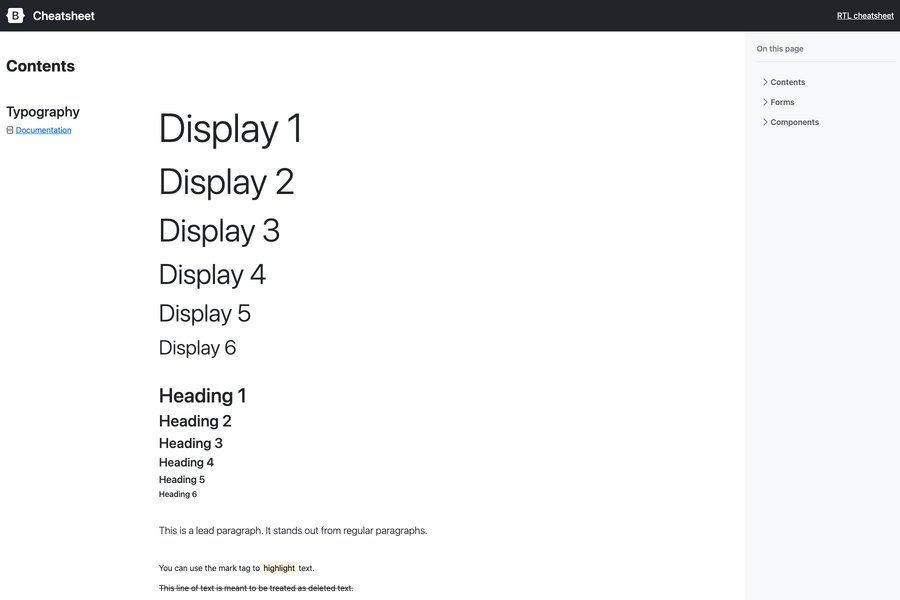 B Cheatsheet
RTL cheatsheet
Contents
Typography
Documentation
Display 1
Display 2
Display 3
Display 4
Display 5
Display 6
Heading 1
Heading 2
Heading 3
Heading 4
Heading 5
Heading 6
This is a lead paragraph. It stands out from regular paragraphs.
You can use the mark tag to highlight text.
This line of text is meant to be treated as deleted text.
On this page
Contents
Forms
Components